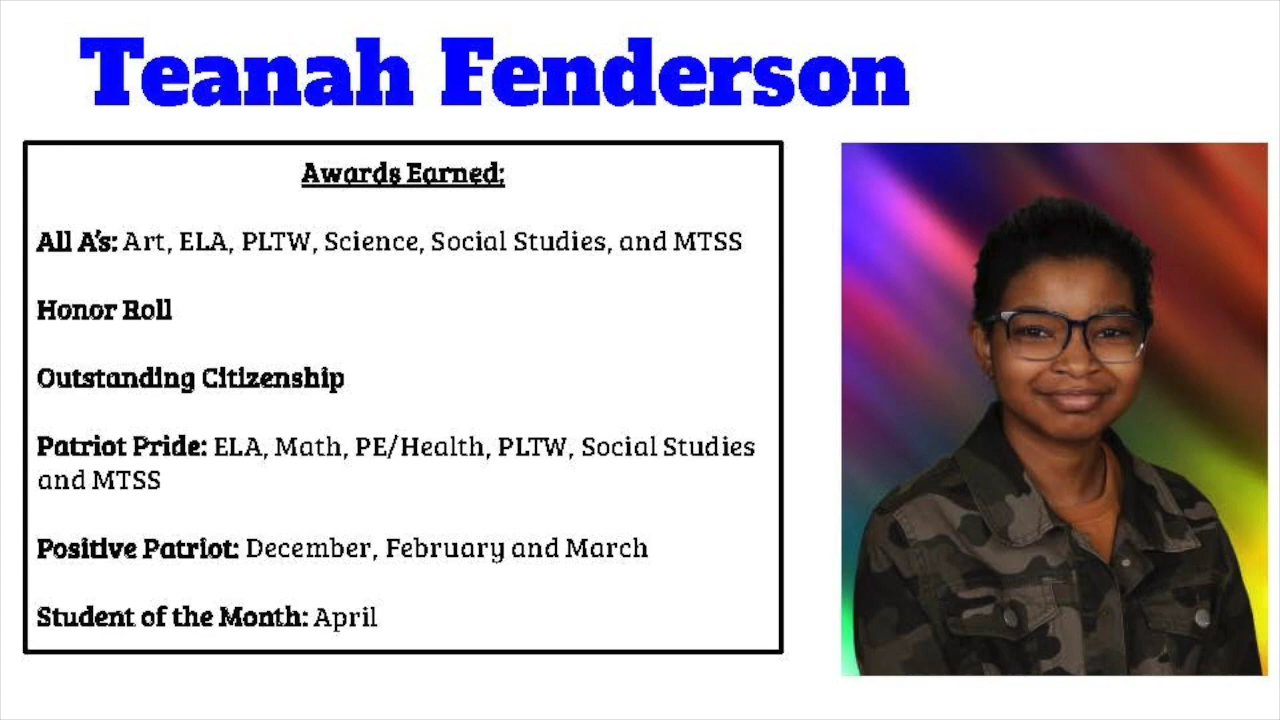 Teanah Fenderson
Awards Earned:
All A's: Art, ELA, PLTW, Science, Social Studies, and MTSS
Honor Roll
Outstanding Citizenship
Patriot Pride: ELA, Math, PE/Health, PLTW, Social Studies
and MTSS
Positive Patriot: December, February and March
Student of the Month: April